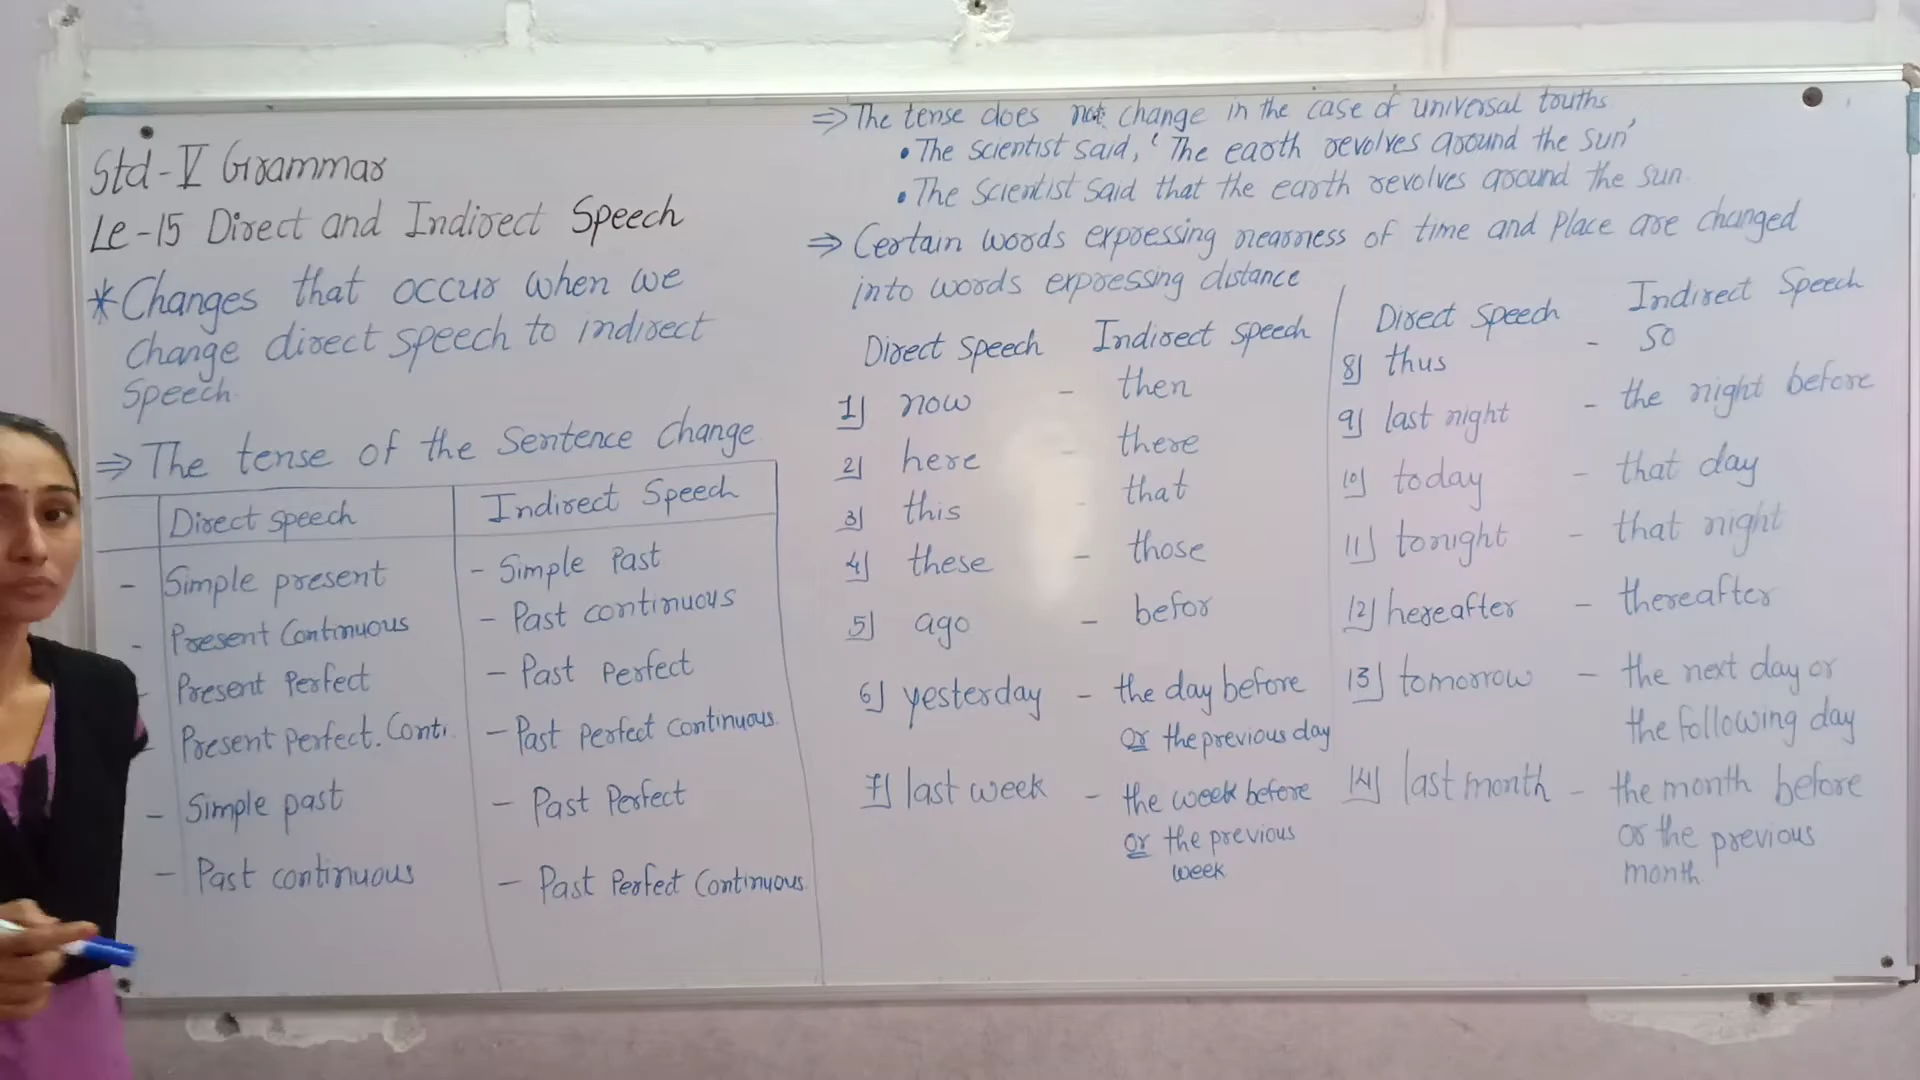 Std-V Grammar
Le-15 Direct and Indirect Speech
*Changes that occur when we
Change direct speech to indirect
Speech.
⇒ The tense of the Sentence Change
Direct speech Indirect Speech
- Simple present - Simple Past
- Present Continuous - Past continuous
- Present Perfect - Past Perfect
- Present perfect. Conti. - Past Perfect continuous.
- Simple past - Past Perfect
- Past continuous - Past Perfect Continuous.
⇒ The tense does not change in the case of universal truths
• The scientist said, ‘ The earth revolves around the sun’
• The Scientist said that the earth revolves around the sun.
⇒ Certain words expressing nearness of time and place are changed
into words expressing distance
Direct speech Indirect speech
1) now - then
2) here - there
3) this - that
4) these - those
5) ago - befor
6) yesterday - the day before
or the previous day
7) last week - the week before
or the previous
week
Direct speech Indirect Speech
8) thus - so
9) last night - the night before
10) today - that day
11) tonight - that night
12) hereafter - thereafter
13) tomorrow - the next day or
the following day
14) last month - the month before
or the previous
month